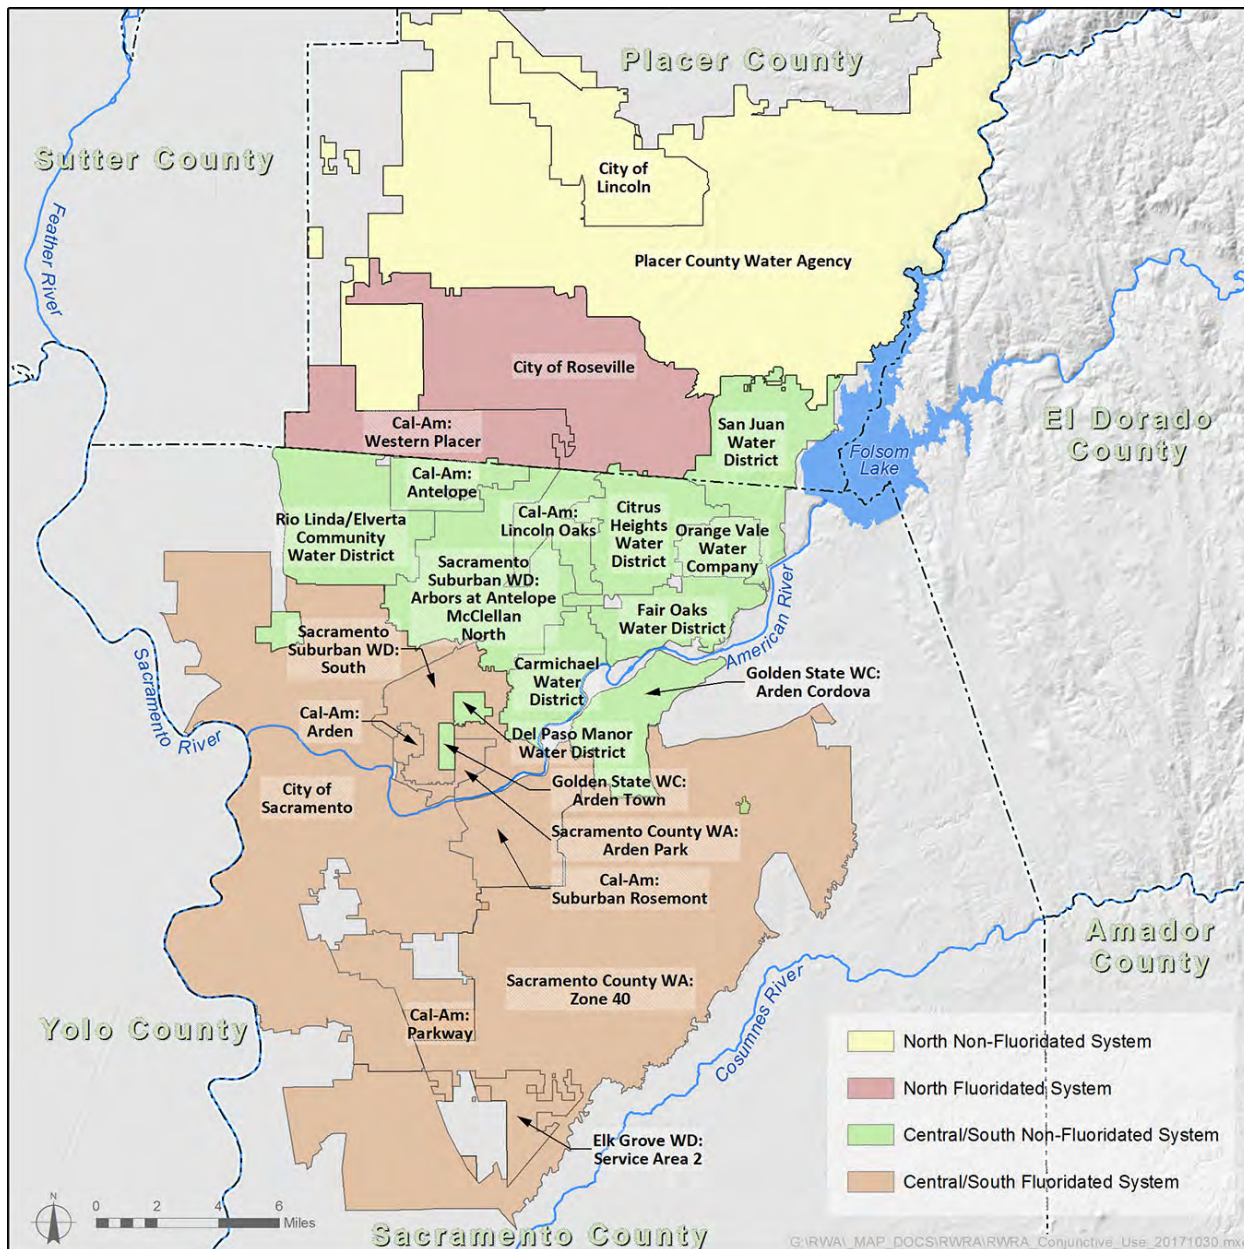 Placer County
Sutter County
City of
Lincoln
Feather River
Placer County Water Agency
City of Roseville
Cal-Am:
Western Placer
San Juan
Water
District
Folsom
Lake
El Dorado
County
Cal-Am:
Antelope
Rio Linda/Elverta
Community
Water District
Cal-Am:
Lincoln Oaks
Citrus
Heights
Water
District
Orange Vale
Water
Company
Sacramento
Suburban WD:
Arbors at Antelope
McClellan
North
Fair Oaks
Water District
American River
Sacramento
Suburban WD:
South
Sacramento River
Carmichael
Water
District
Golden State WC:
Arden Cordova
Cal-Am:
Arden
Del Paso Manor
Water District
City of
Sacramento
Golden State WC:
Arden Town
Sacramento County WA:
Arden Park
Cal-Am:
Suburban Rosemont
Amador
County
Sacramento County WA:
Zone 40
Cosumnes River
Yolo County
Cal-Am:
Parkway
North Non-Fluoridated System
North Fluoridated System
Central/South Non-Fluoridated System
Central/South Fluoridated System
Elk Grove WD:
Service Area 2
N
0 2 4 6
Miles
Sacramento County
G:\RWA\_MAP_DOCS\RWRA\RWRA_Conjunctive_Use_20171030.mx